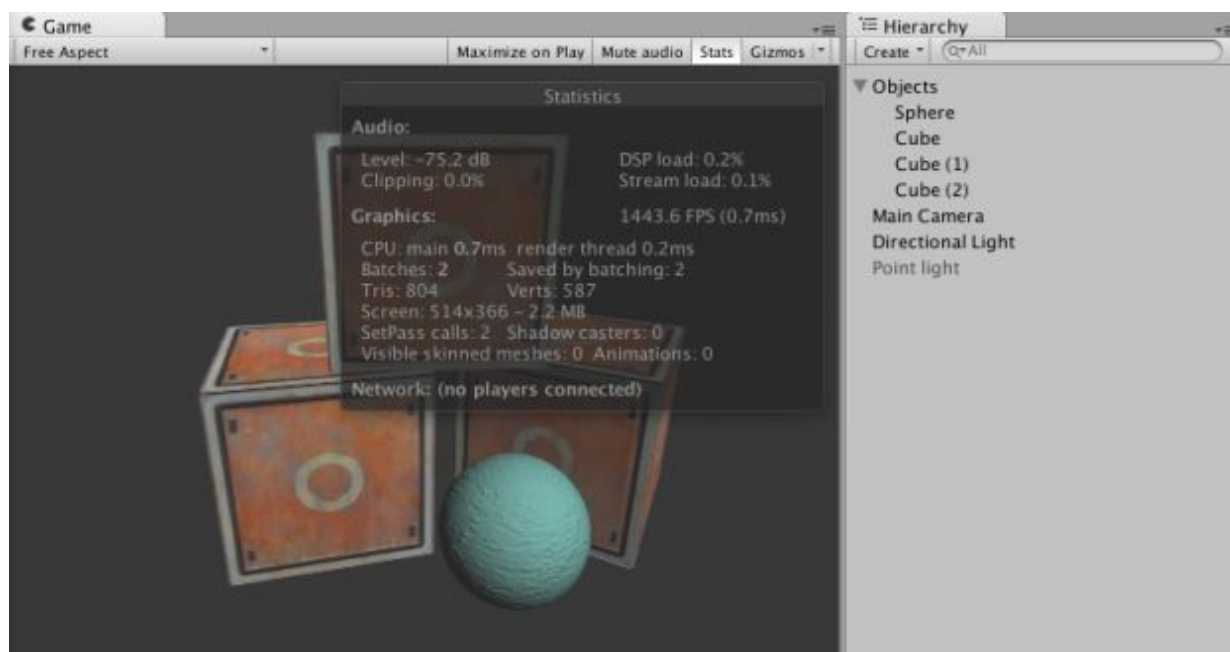 Game
Free Aspect
Maximize on Play Mute audio Stats Gizmos
Statistics
Audio:
Level: -75.2 dB DSP load: 0.2%
Clipping: 0.0% Stream load: 0.1%
Graphics: 1443.6 FPS (0.7ms)
CPU: main 0.7ms render thread 0.2ms
Batches: 2 Saved by batching: 2
Tris: 804 Verts: 587
Screen: 514x366 - 2.2 MB
SetPass calls: 2 Shadow casters: 0
Visible skinned meshes: 0 Animations: 0
Network: (no players connected)
Hierarchy
Create All
Objects
Sphere
Cube
Cube (1)
Cube (2)
Main Camera
Directional Light
Point light